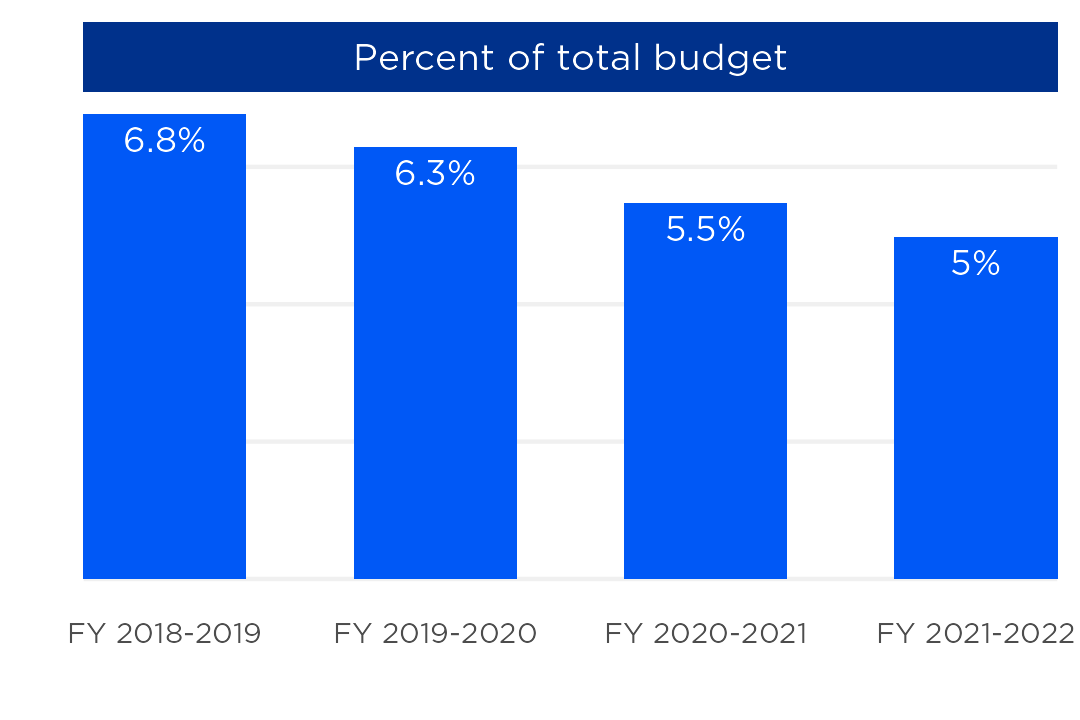 Percent of total budget
6.8%
6.3%
5.5%
5%
FY 2018-2019
FY 2019-2020
FY 2020-2021
FY 2021-2022